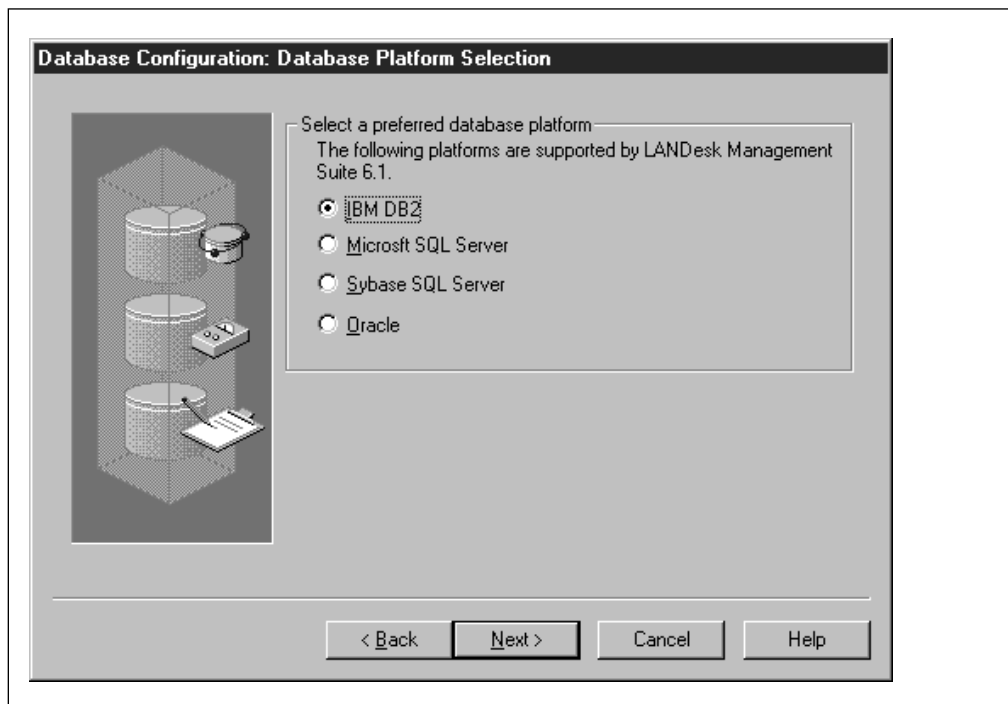 Database Configuration: Database Platform Selection
Select a preferred database platform
The following platforms are supported by LANDesk Management
Suite 6.1.
IBM DB2
Microsft SQL Server
Sybase SQL Server
Oracle
< Back
Next >
Cancel
Help